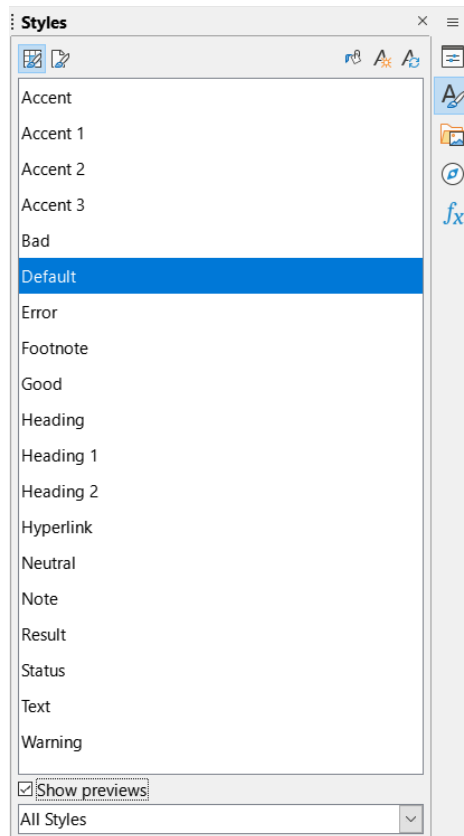 Styles
Accent
Accent 1
Accent 2
Accent 3
Bad
Default
Error
Footnote
Good
Heading
Heading 1
Heading 2
Hyperlink
Neutral
Note
Result
Status
Text
Warning
Show previews
All Styles